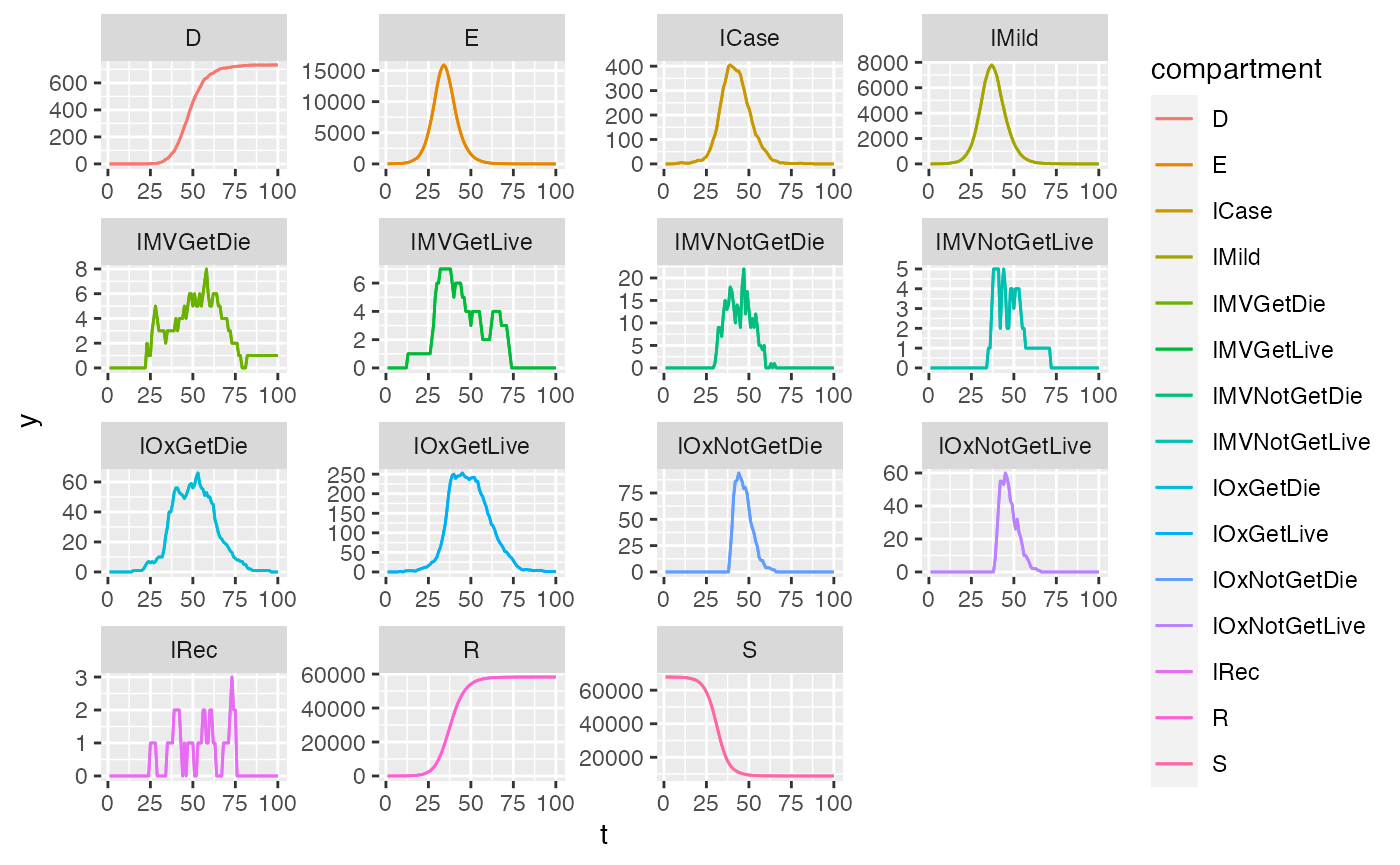 D E ICase IMild
600 15000 400 8000
400 10000 300 6000
200 5000 200 4000
0 0 100 2000
0 0
0 25 50 75 100 0 25 50 75 100 0 25 50 75 100 0 25 50 75 100
IMVGetDie IMVGetLive IMVNotGetDie IMVNotGetLive
8 6 20 5
6 4 15 4
4 2 10 3
2 0 5 2
0 0 1
0
0 25 50 75 100 0 25 50 75 100 0 25 50 75 100 0 25 50 75 100
IOxGetDie IOxGetLive IOxNotGetDie IOxNotGetLive
60 250 75 60
40 200 50 40
20 150 25 20
0 100 0 0
50
0
0 25 50 75 100 0 25 50 75 100 0 25 50 75 100 0 25 50 75 100
IRec R S
3 60000 60000
2 40000 40000
1 20000 20000
0 0
0 25 50 75 100 0 25 50 75 100 0 25 50 75 100
t
y
compartment
D
E
ICase
IMild
IMVGetDie
IMVGetLive
IMVNotGetDie
IMVNotGetLive
IOxGetDie
IOxGetLive
IOxNotGetDie
IOxNotGetLive
IRec
R
S